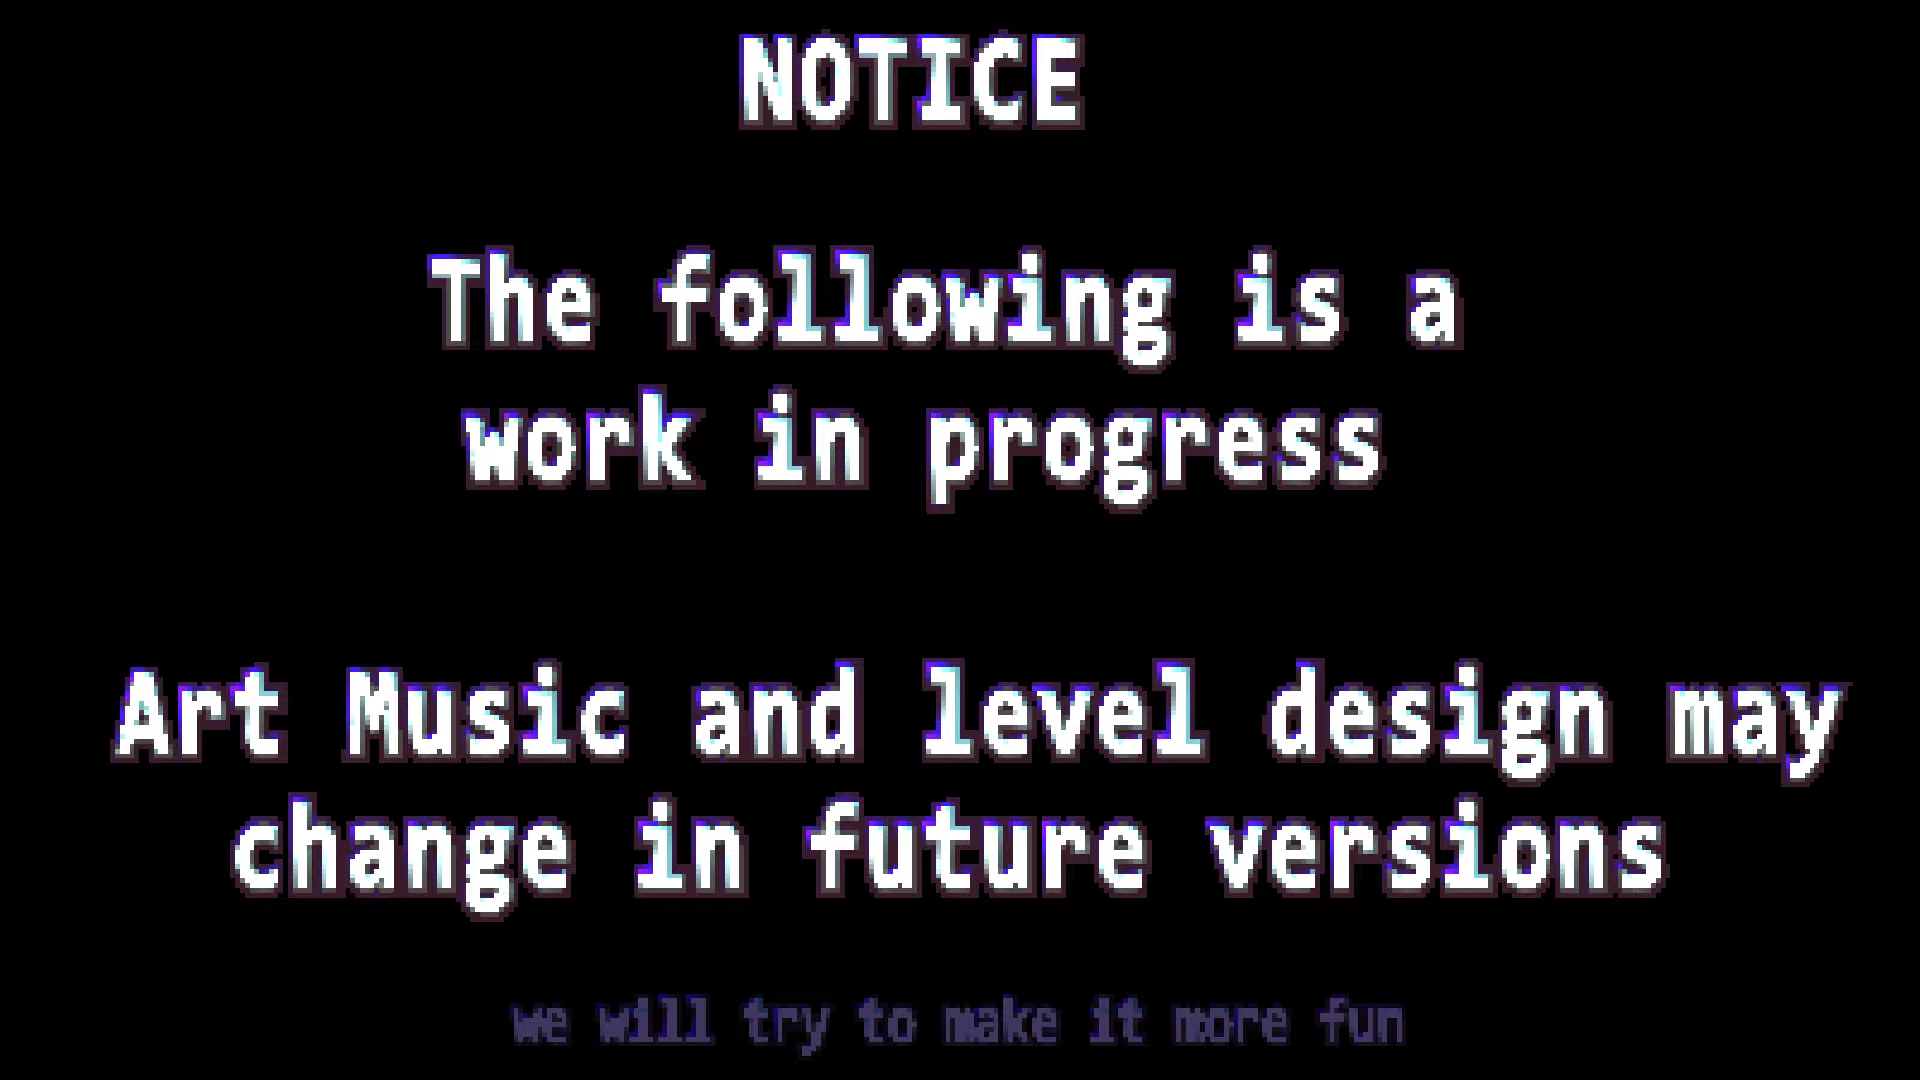 NOTICE
The following is a
work in progress
Art Music and level design may
change in future versions
we will try to make it more fun